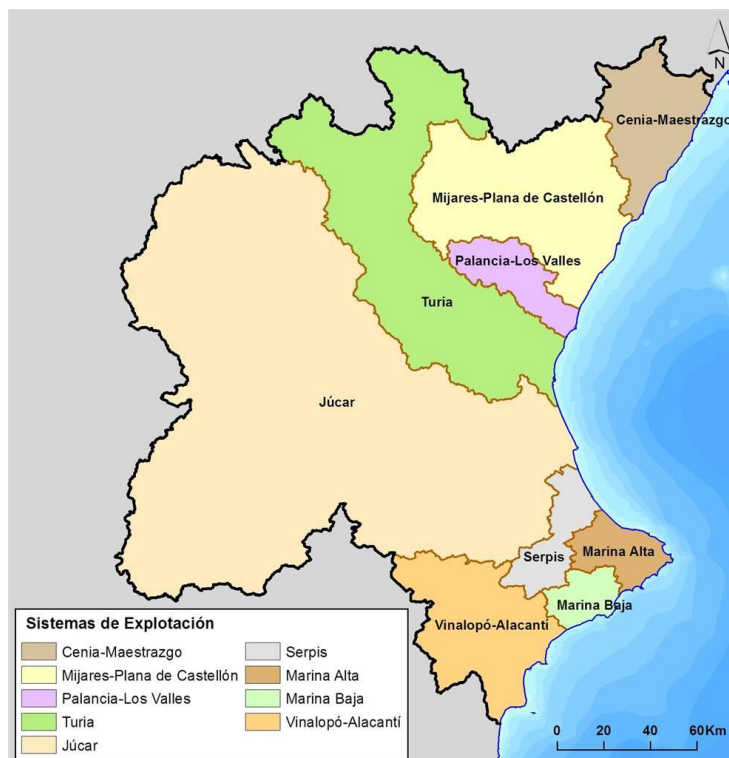 N
Cenia-Maestrazgo
Mijares-Plana de Castellón
Palancia-Los Valles
Turia
Júcar
Serpis
Marina Alta
Marina Baja
Vinalopó-Alacantí
Sistemas de Explotación
Cenia-Maestrazgo
Mijares-Plana de Castellón
Palancia-Los Valles
Turia
Júcar
Serpis
Marina Alta
Marina Baja
Vinalopó-Alacantí
0 20 40 60 Km